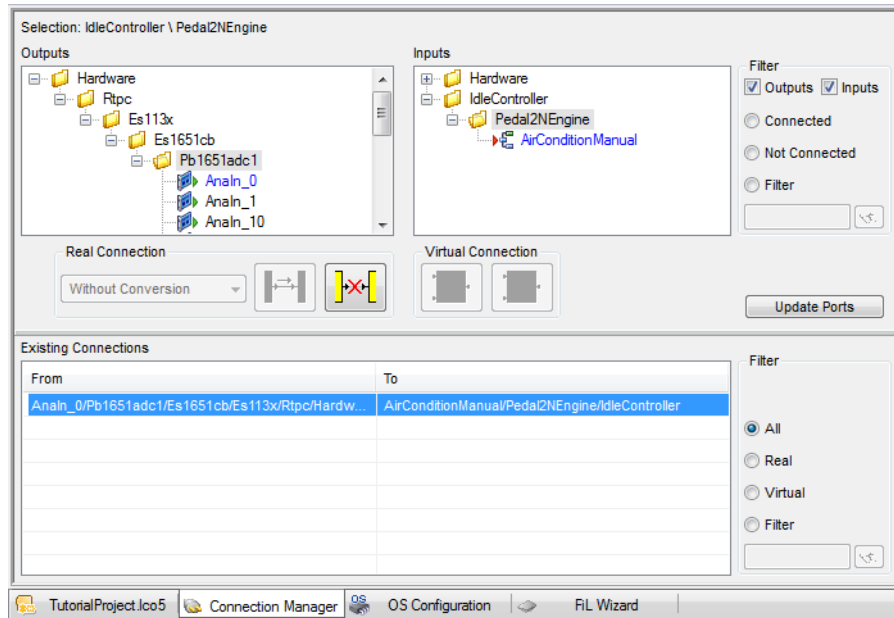 Selection: IdleController \ Pedal2NEngine
Outputs
Inputs
Filter
Hardware
Rtpc
Es113x
Es1651cb
Pb1651adc1
AnaIn_0
AnaIn_1
AnaIn_10
Hardware
IdleController
Pedal2NEngine
AirConditionManual
Outputs Inputs
Connected
Not Connected
Filter
Real Connection
Without Conversion
Virtual Connection
Update Ports
Existing Connections
From To
AnaIn_0/Pb1651adc1/Es1651cb/Es113x/Rtpc/Hardw... AirConditionManual/Pedal2NEngine/IdleController
Filter
All
Real
Virtual
Filter
TutorialProject.lco5 Connection Manager OS OS Configuration FiL Wizard